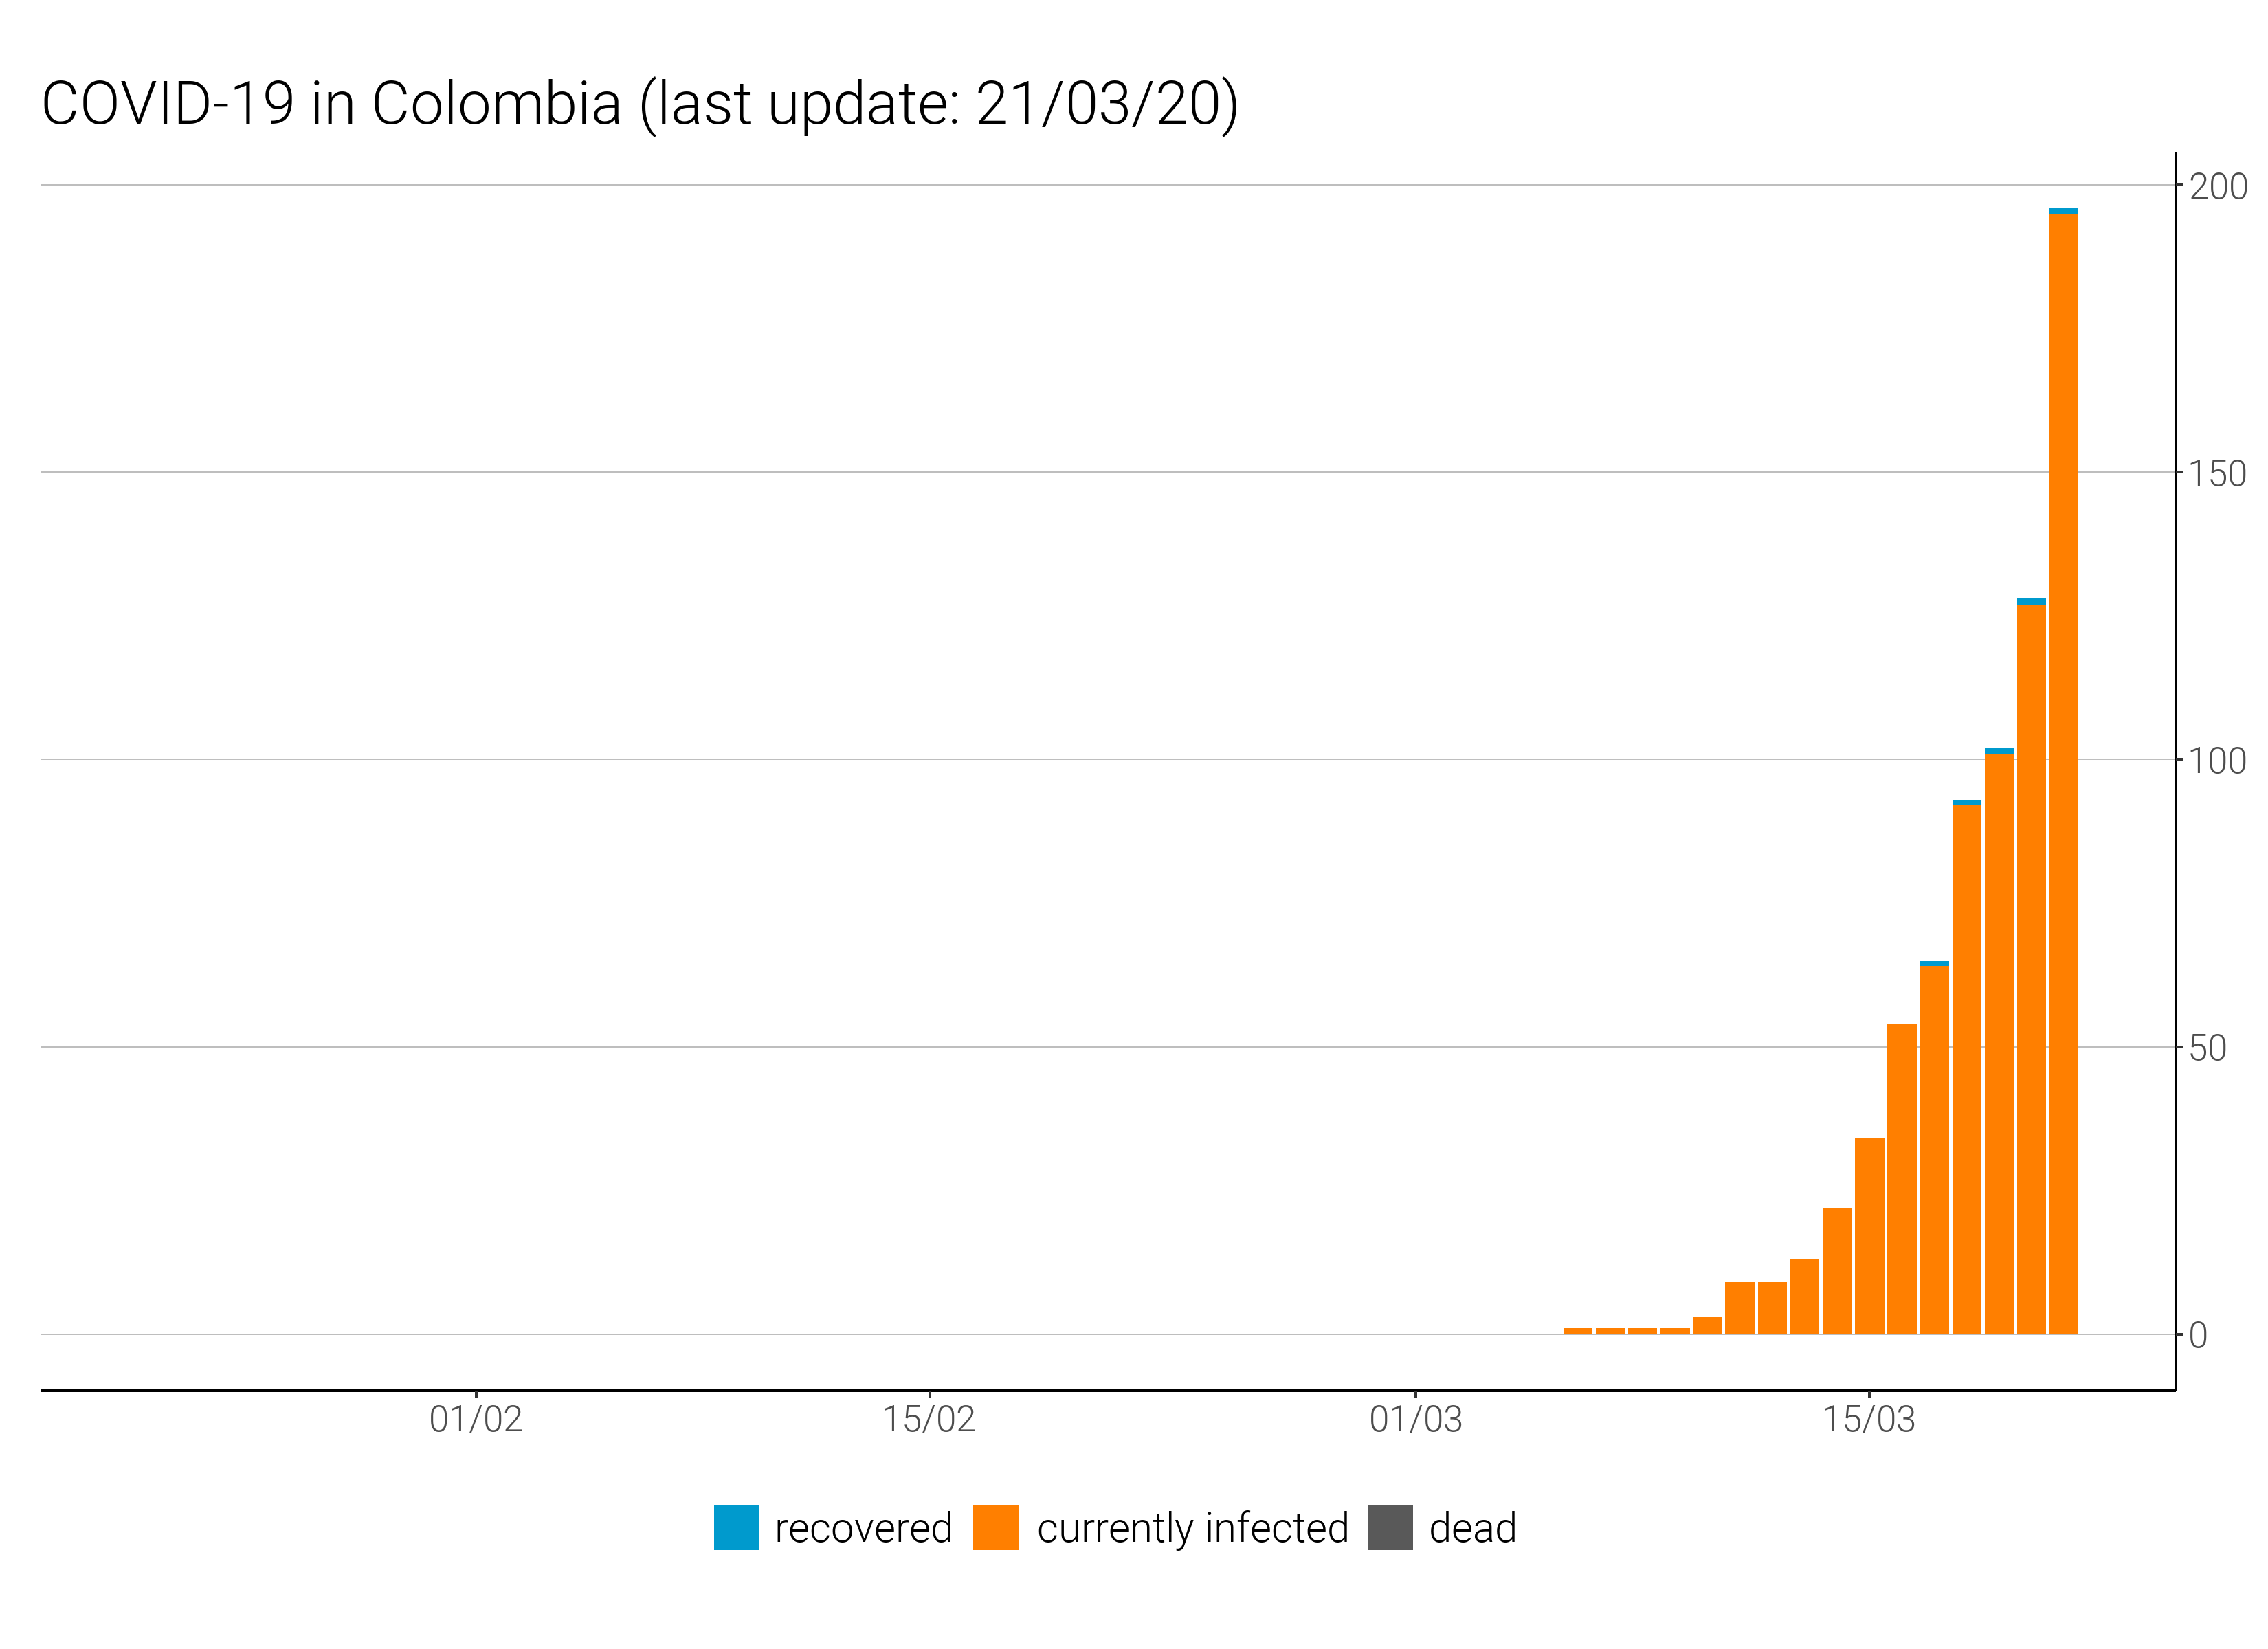 COVID-19 in Colombia (last update: 21/03/20)
200
150
100
50
0
01/02 15/02 01/03 15/03
recovered currently infected dead